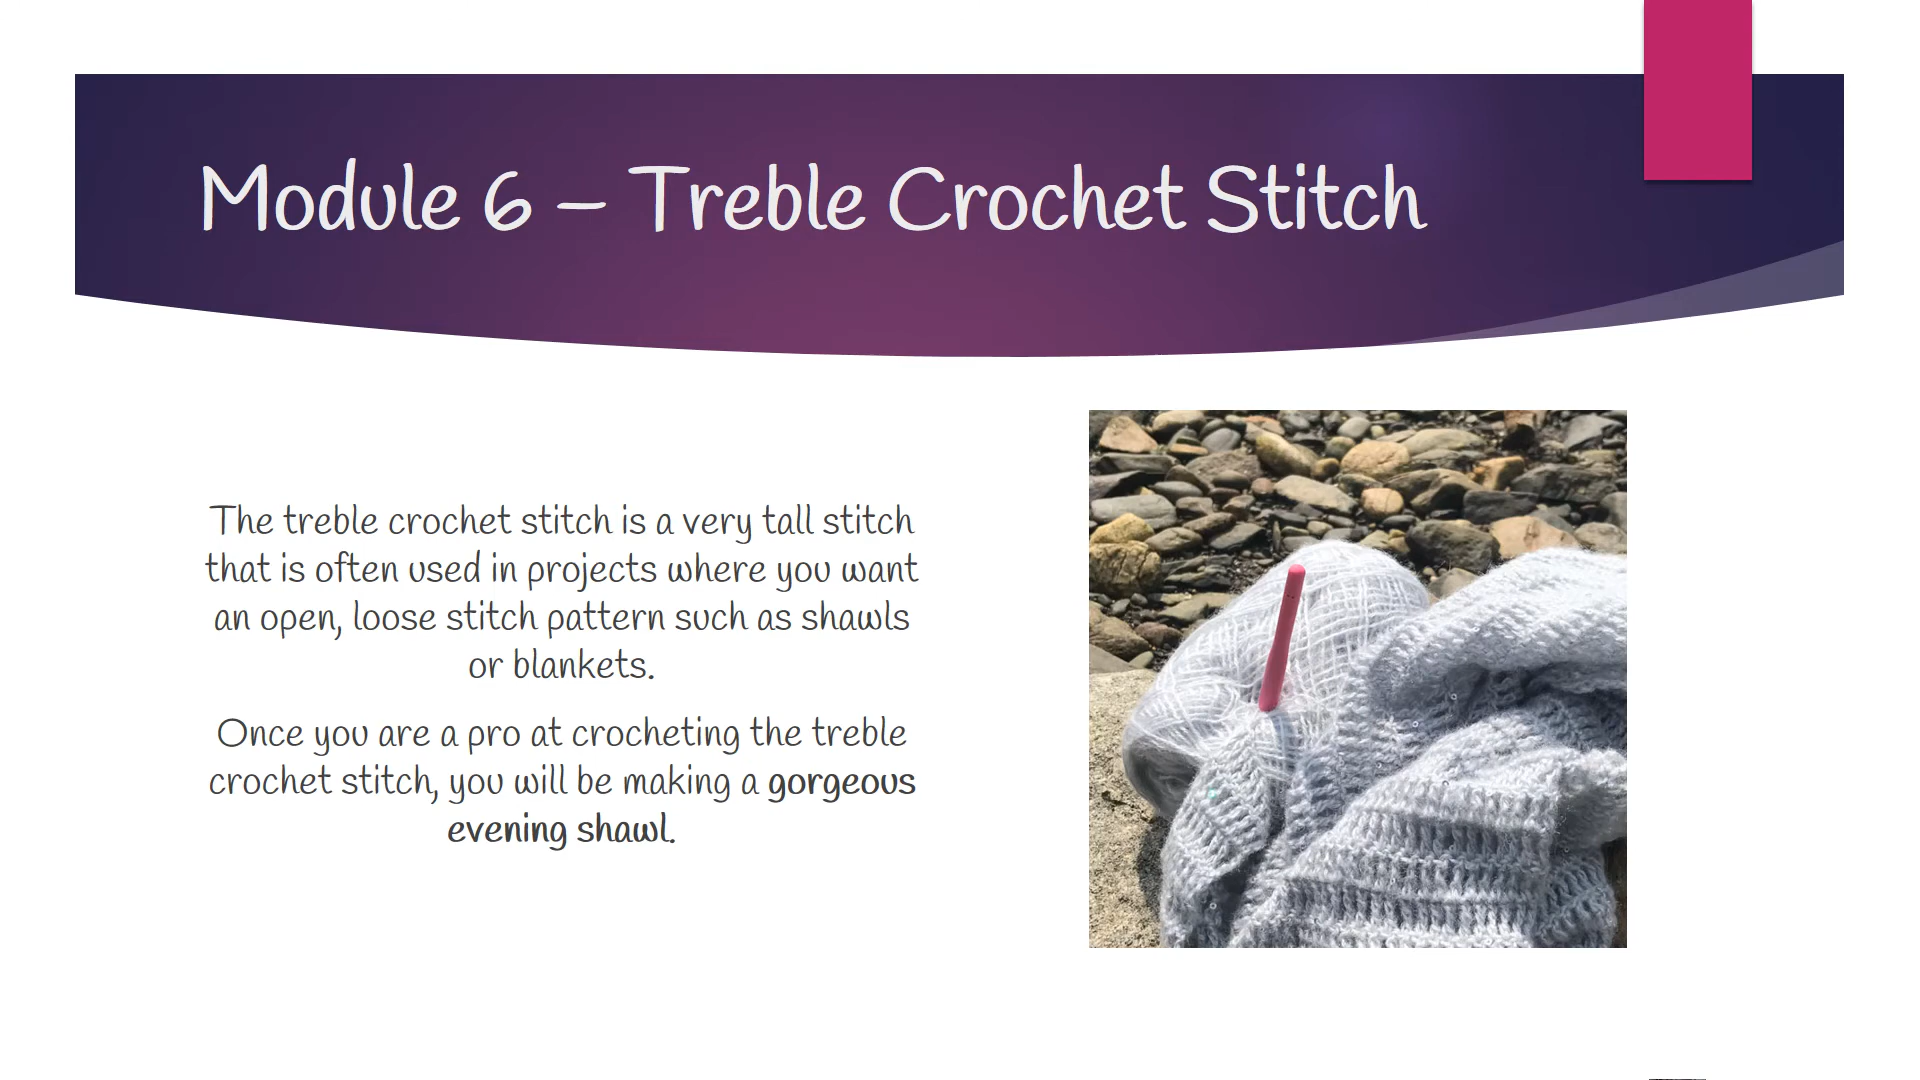 Module 6 – Treble Crochet Stitch
The treble crochet stitch is a very tall stitch
that is often used in projects where you want
an open, loose stitch pattern such as shawls
or blankets.
Once you are a pro at crocheting the treble
crochet stitch, you will be making a gorgeous
evening shawl.